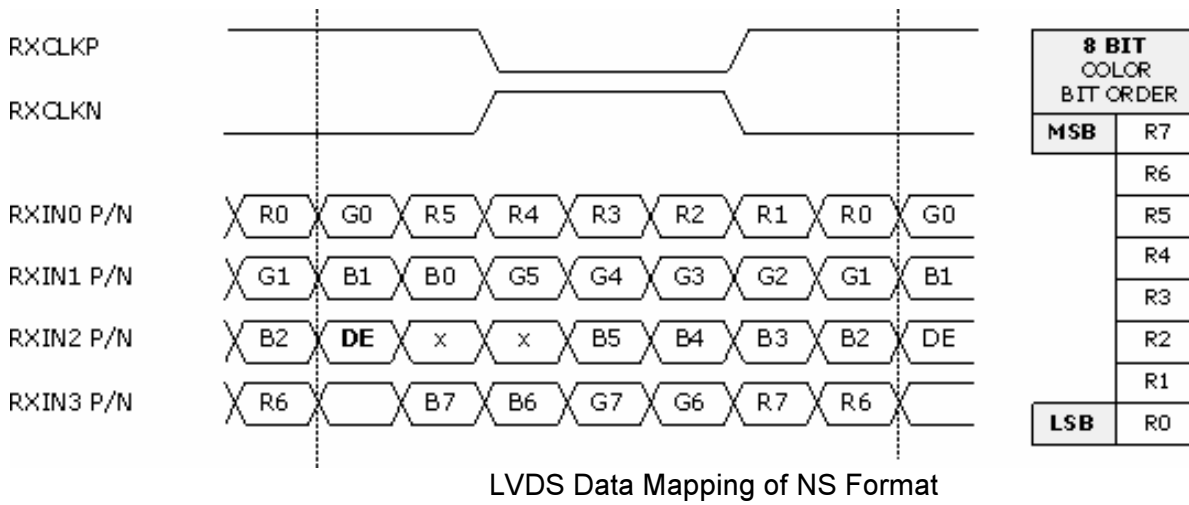 RXCLKP
RXCLKN
RXIN0 P/N R0 G0 R5 R4 R3 R2 R1 R0 G0
RXIN1 P/N G1 B1 B0 G5 G4 G3 G2 G1 B1
RXIN2 P/N B2 DE x x B5 B4 B3 B2 DE
RXIN3 P/N R6 B7 B6 G7 G6 R7 R6
8 BIT
COLOR
BIT ORDER
MSB R7
R6
R5
R4
R3
R2
R1
LSB R0
LVDS Data Mapping of NS Format